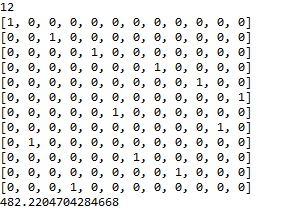 12
[1, 0, 0, 0, 0, 0, 0, 0, 0, 0, 0, 0]
[0, 0, 1, 0, 0, 0, 0, 0, 0, 0, 0, 0]
[0, 0, 0, 0, 1, 0, 0, 0, 0, 0, 0, 0]
[0, 0, 0, 0, 0, 0, 0, 1, 0, 0, 0, 0]
[0, 0, 0, 0, 0, 0, 0, 0, 0, 1, 0, 0]
[0, 0, 0, 0, 0, 0, 0, 0, 0, 0, 0, 1]
[0, 0, 0, 0, 0, 1, 0, 0, 0, 0, 0, 0]
[0, 0, 0, 0, 0, 0, 0, 0, 0, 0, 1, 0]
[0, 1, 0, 0, 0, 0, 0, 0, 0, 0, 0, 0]
[0, 0, 0, 0, 0, 0, 1, 0, 0, 0, 0, 0]
[0, 0, 0, 0, 0, 0, 0, 0, 1, 0, 0, 0]
[0, 0, 0, 1, 0, 0, 0, 0, 0, 0, 0, 0]
482.2204704284668